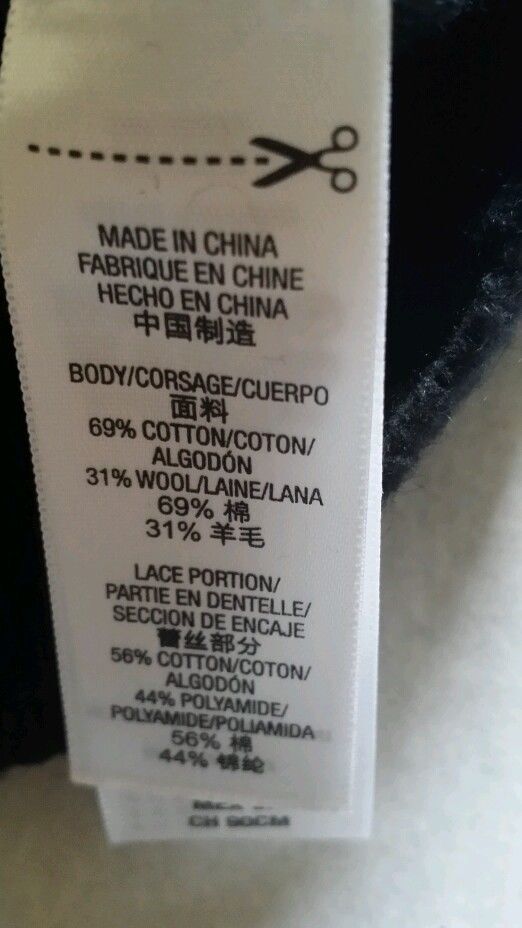 MADE IN CHINA
FABRIQUE EN CHINE
HECHO EN CHINA
中国制造
BODY/CORSAGE/CUERPO
面料
69% COTTON/COTON/
ALGODÓN
31% WOOL/LAINE/LANA
69% 棉
31% 羊毛
LACE PORTION/
PARTIE EN DENTELLE/
SECCION DE ENCAJE
蕾丝部分
56% COTTON/COTON/
ALGODÓN
44% POLYAMIDE/
POLYAMIDE/POLIAMIDA
56% 棉
44% 锦纶
CH 90CM